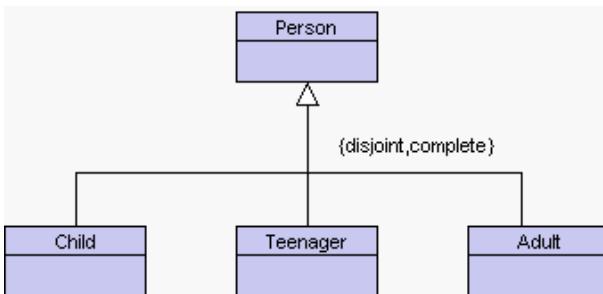 Person
{disjoint,complete}
Child
Teenager
Adult